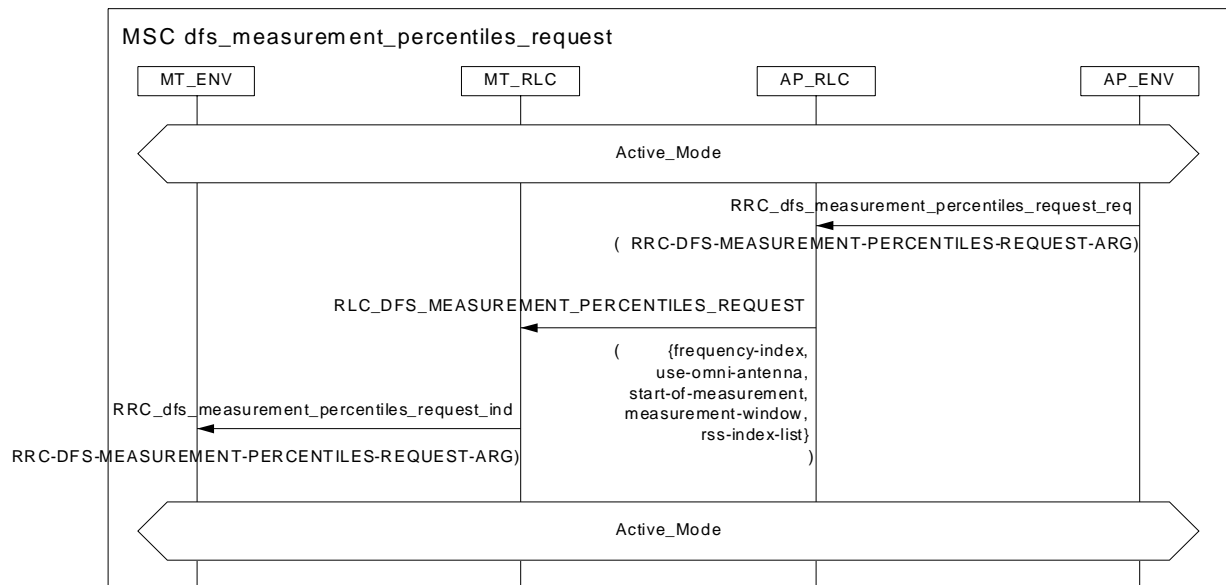 MSC dfs_measurement_percentiles_request
MT_ENV MT_RLC AP_RLC AP_ENV
Active_Mode
RRC_dfs_measurement_percentiles_request_req
( RRC-DFS-MEASUREMENT-PERCENTILES-REQUEST-ARG)
RLC_DFS_MEASUREMENT_PERCENTILES_REQUEST
( {frequency-index,
use-omni-antenna,
start-of-measurement,
measurement-window,
rss-index-list}
)
RRC_dfs_measurement_percentiles_request_ind
RRC-DFS-MEASUREMENT-PERCENTILES-REQUEST-ARG)
Active_Mode